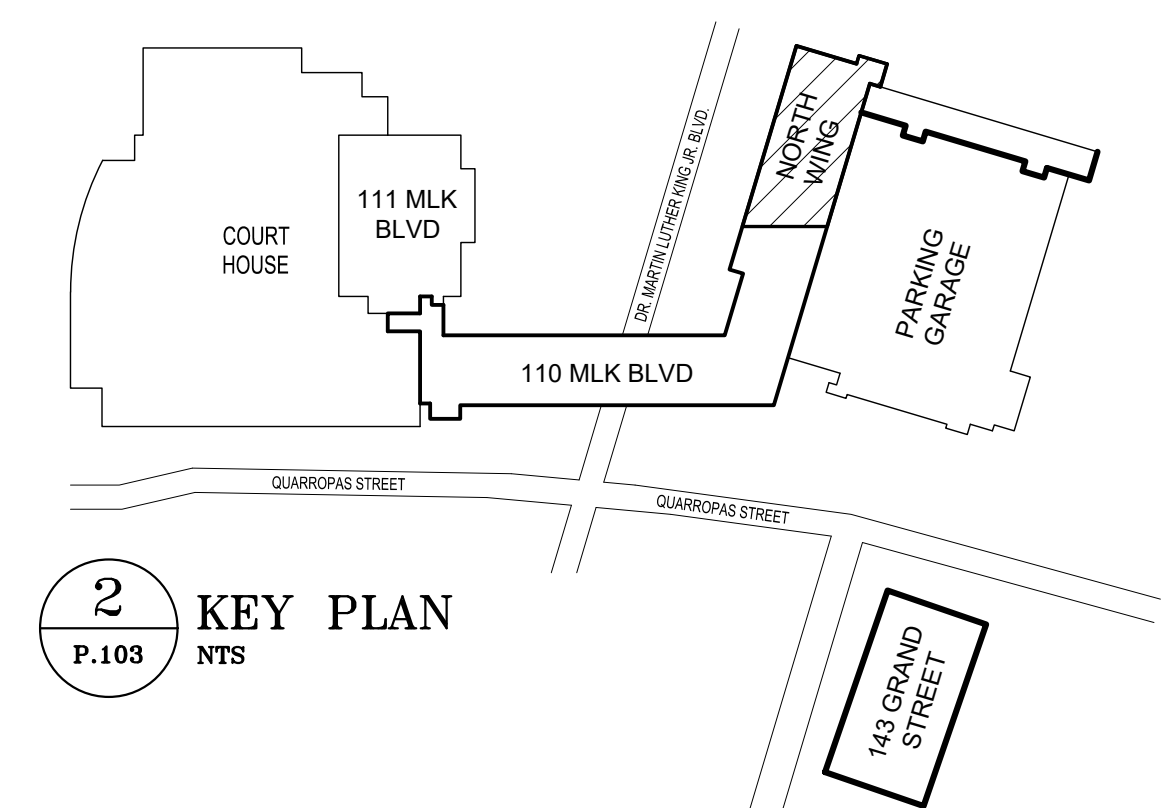 NORTH
WING
DR. MARTIN LUTHER KING JR. BLVD.
111 MLK
BLVD
COURT
HOUSE
PARKING
GARAGE
110 MLK BLVD
QUARROPAS STREET
QUARROPAS STREET
2
P.103
KEY PLAN
NTS
143 GRAND
STREET